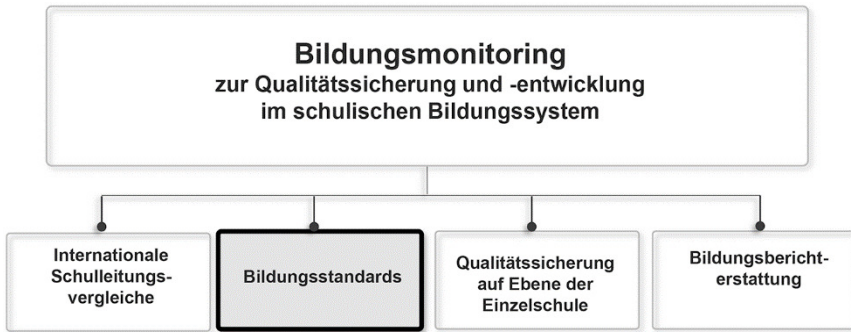 Bildungsmonitoring
zur Qualitätssicherung und -entwicklung
im schulischen Bildungssystem
Internationale
Schulleitungs-
vergleiche
Bildungsstandards
Qualitätssicherung
auf Ebene der
Einzelschule
Bildungsbericht-
erstattung